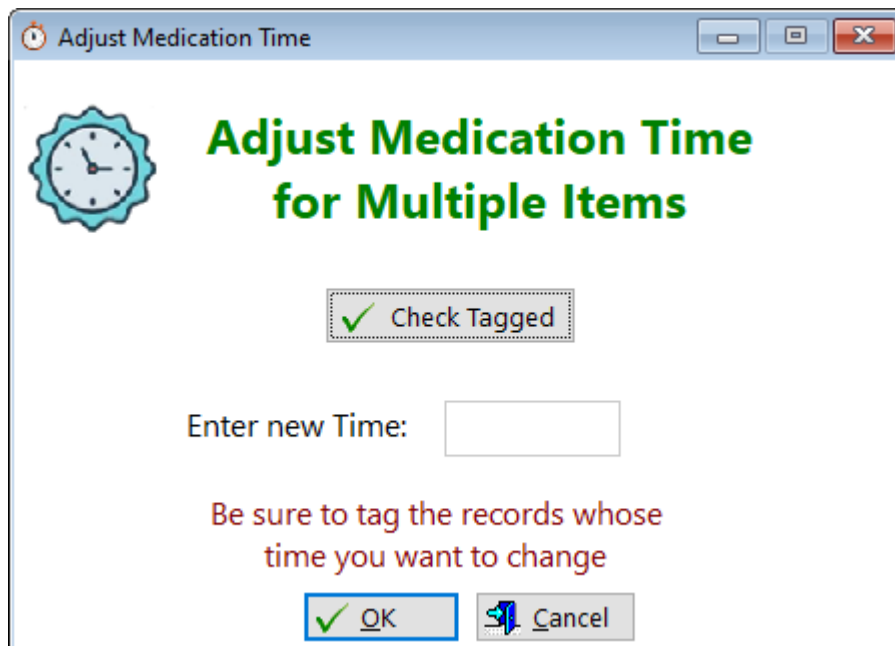 Adjust Medication Time
Adjust Medication Time
for Multiple Items
Check Tagged
Enter new Time:
Be sure to tag the records whose
time you want to change
OK
Cancel